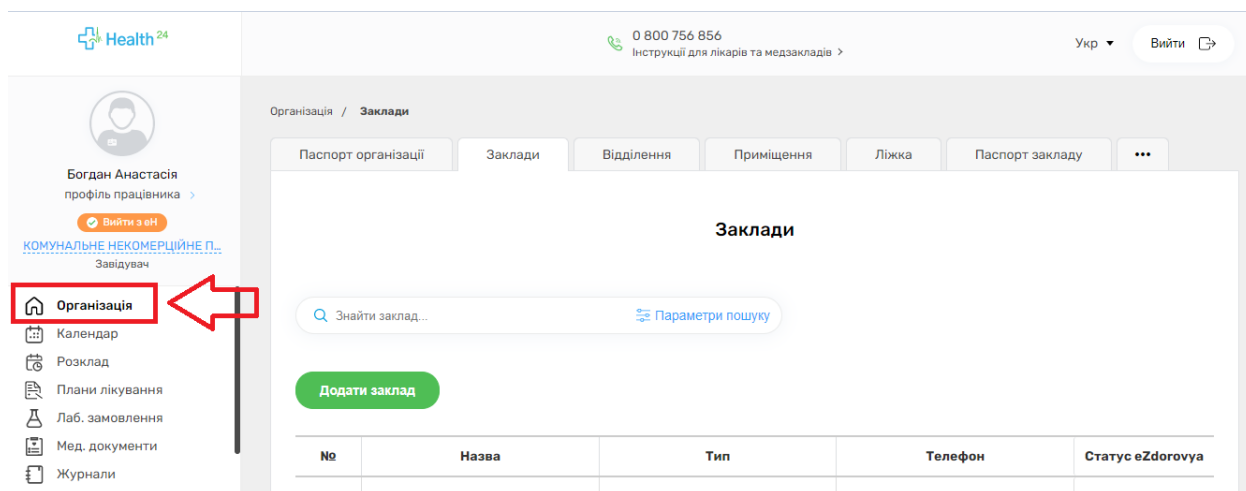 Health 24
0 800 756 856
Інструкції для лікарів та медзакладів >
Укр
Вийти
Богдан Анастасія
профіль працівника >
Вийти з еН
КОМУНАЛЬНЕ НЕКОМЕРЦІЙНЕ П...
Завідувач
Організація
Календар
Розклад
Плани лікування
Лаб. замовлення
Мед. документи
Журнали
Організація / Заклади
Паспорт організації
Заклади
Відділення
Приміщення
Ліжка
Паспорт закладу
•••
Заклади
Знайти заклад...
Параметри пошуку
Додати заклад
№ Назва Тип Телефон Статус eZdorovya